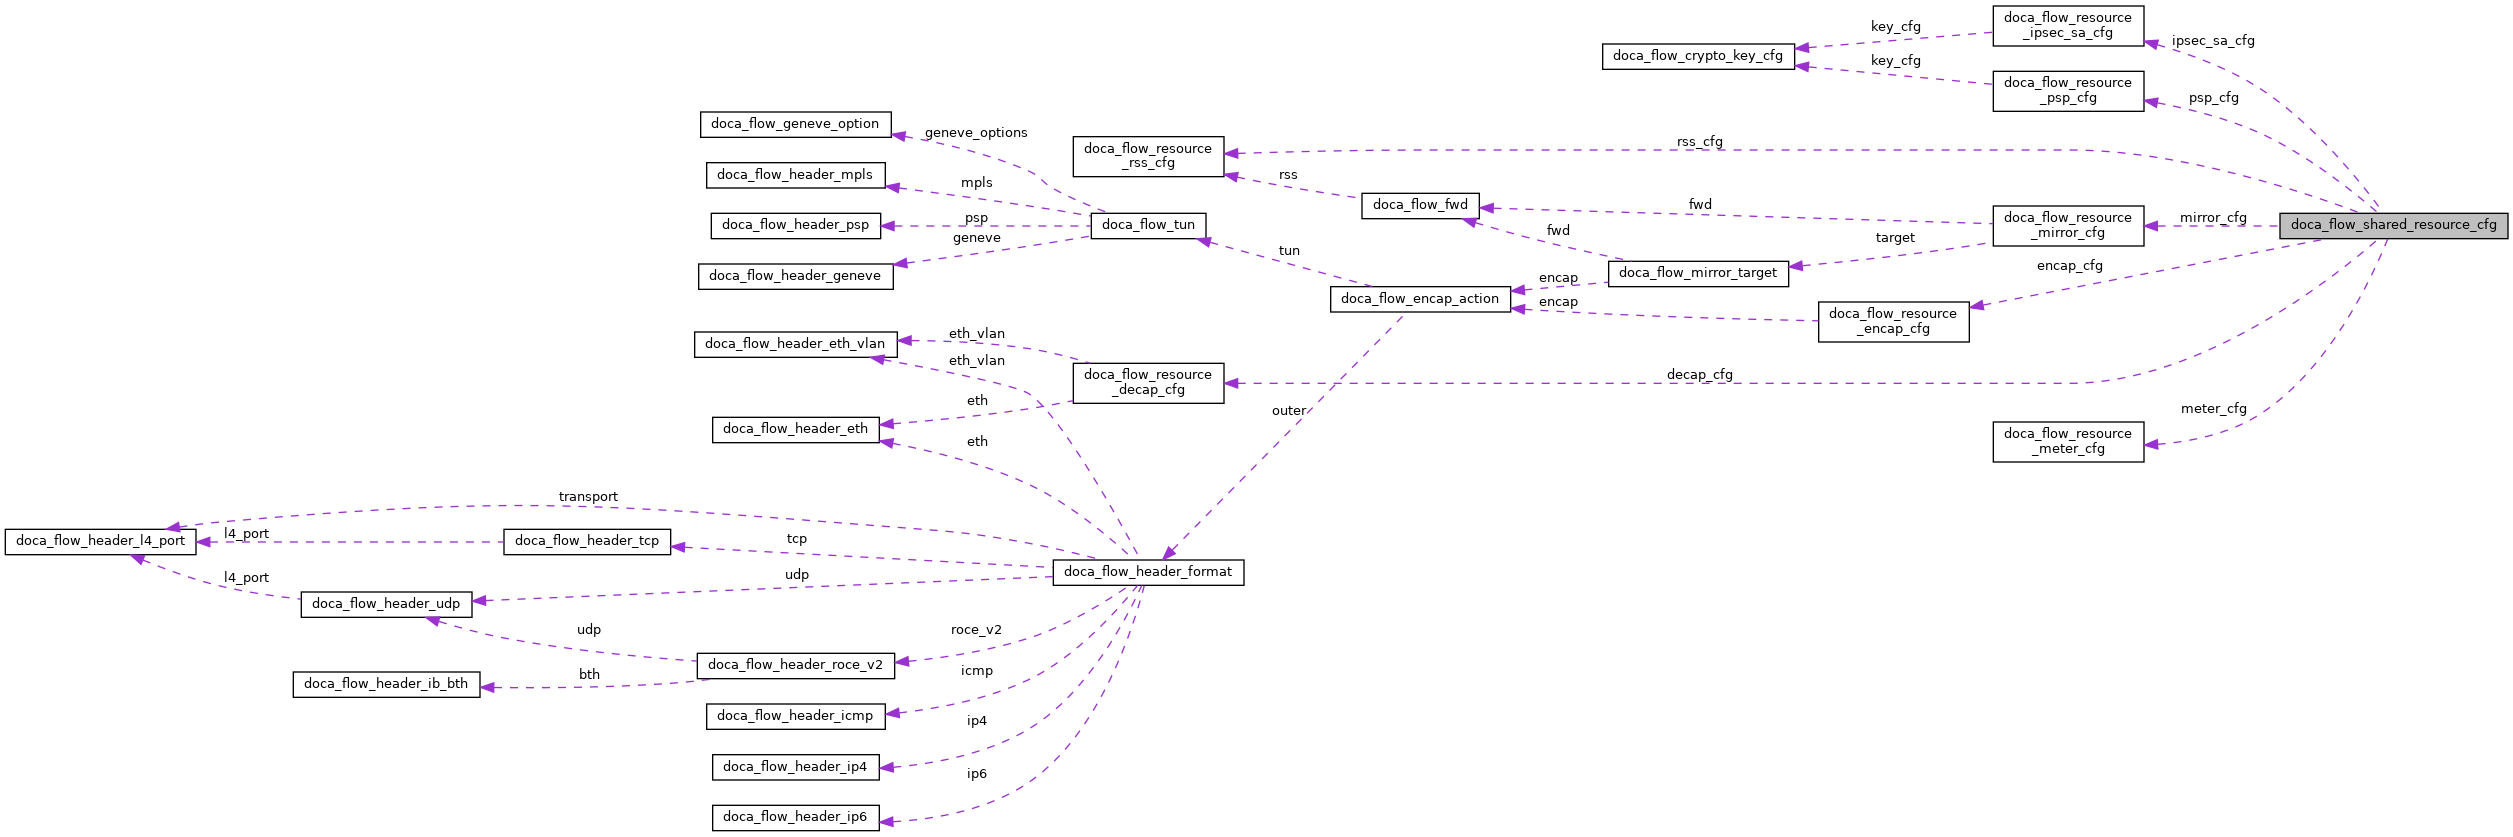 doca_flow_resource
_ipsec_sa_cfg
key_cfg
ipsec_sa_cfg
doca_flow_crypto_key_cfg
key_cfg
doca_flow_resource
_psp_cfg
psp_cfg
doca_flow_geneve_option
geneve_options
doca_flow_resource
_rss_cfg
rss_cfg
doca_flow_header_mpls
mpls
rss
doca_flow_fwd
fwd
doca_flow_resource
_mirror_cfg
mirror_cfg
doca_flow_shared_resource_cfg
doca_flow_header_psp
psp
doca_flow_tun
geneve
fwd
target
doca_flow_header_geneve
tun
doca_flow_mirror_target
encap_cfg
encap
doca_flow_encap_action
encap
doca_flow_resource
_encap_cfg
doca_flow_header_eth_vlan
eth_vlan
eth_vlan
doca_flow_resource
_decap_cfg
decap_cfg
eth
outer
meter_cfg
doca_flow_header_eth
eth
doca_flow_resource
_meter_cfg
transport
doca_flow_header_l4_port
l4_port
doca_flow_header_tcp
tcp
l4_port
udp
doca_flow_header_format
doca_flow_header_udp
udp
roce_v2
doca_flow_header_roce_v2
doca_flow_header_ib_bth
bth
icmp
doca_flow_header_icmp
ip4
doca_flow_header_ip4
ip6
doca_flow_header_ip6